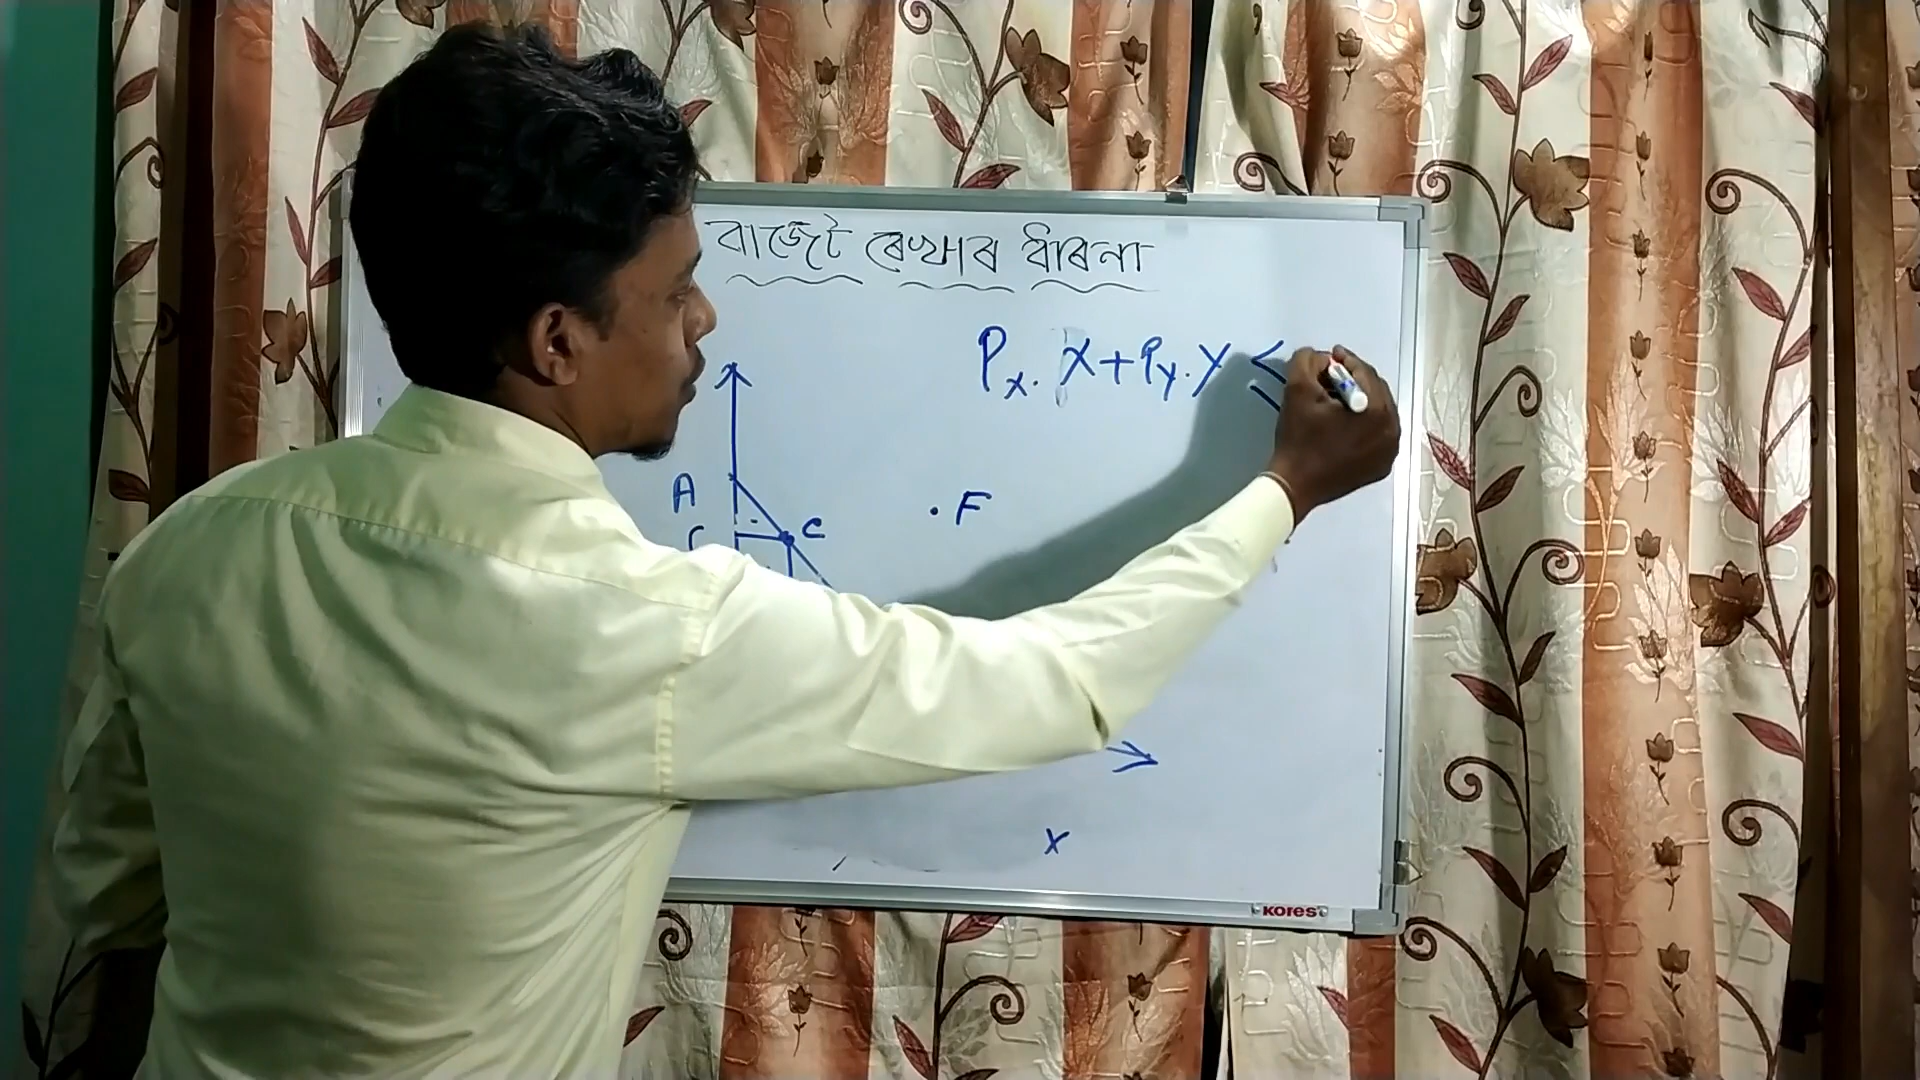 বাজেট ৰেখাৰ ধাৰনা
Px. X + Py. Y ≤
A
C
. F
X
KORES